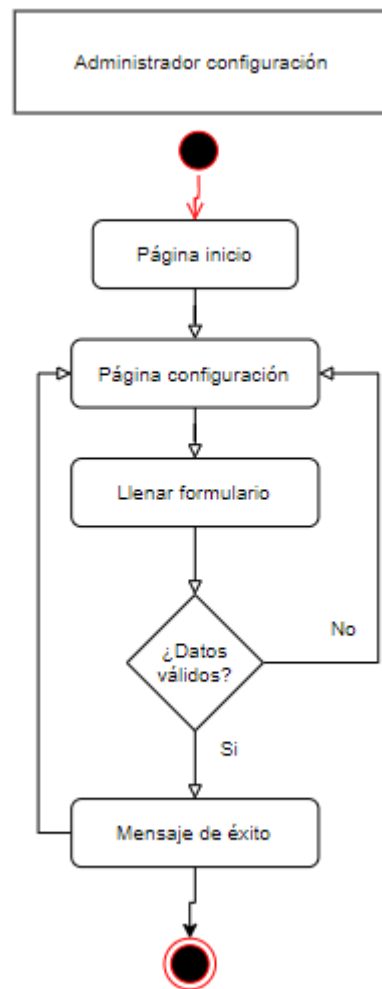 Administrador configuración
Página inicio
Página configuración
Llenar formulario
¿Datos
válidos?
No
Si
Mensaje de éxito